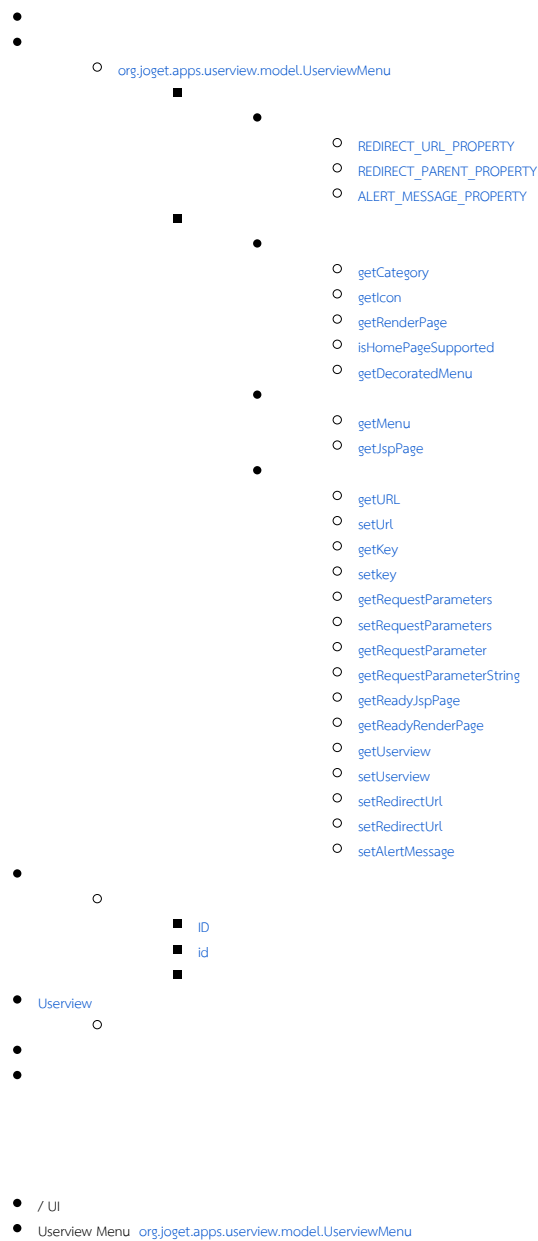 org.joget.apps.userview.model.UserviewMenu
REDIRECT_URL_PROPERTY
REDIRECT_PARENT_PROPERTY
ALERT_MESSAGE_PROPERTY
getCategory
getIcon
getRenderPage
isHomePageSupported
getDecoratedMenu
getMenu
getJspPage
getURL
setUrl
getKey
setkey
getRequestParameters
setRequestParameters
getRequestParameter
getRequestParameterString
getReadyJspPage
getReadyRenderPage
getUserview
setUserview
setRedirectUrl
setRedirectUrl
setAlertMessage
ID
id
Userview
/ UI
Userview Menu org.joget.apps.userview.model.UserviewMenu